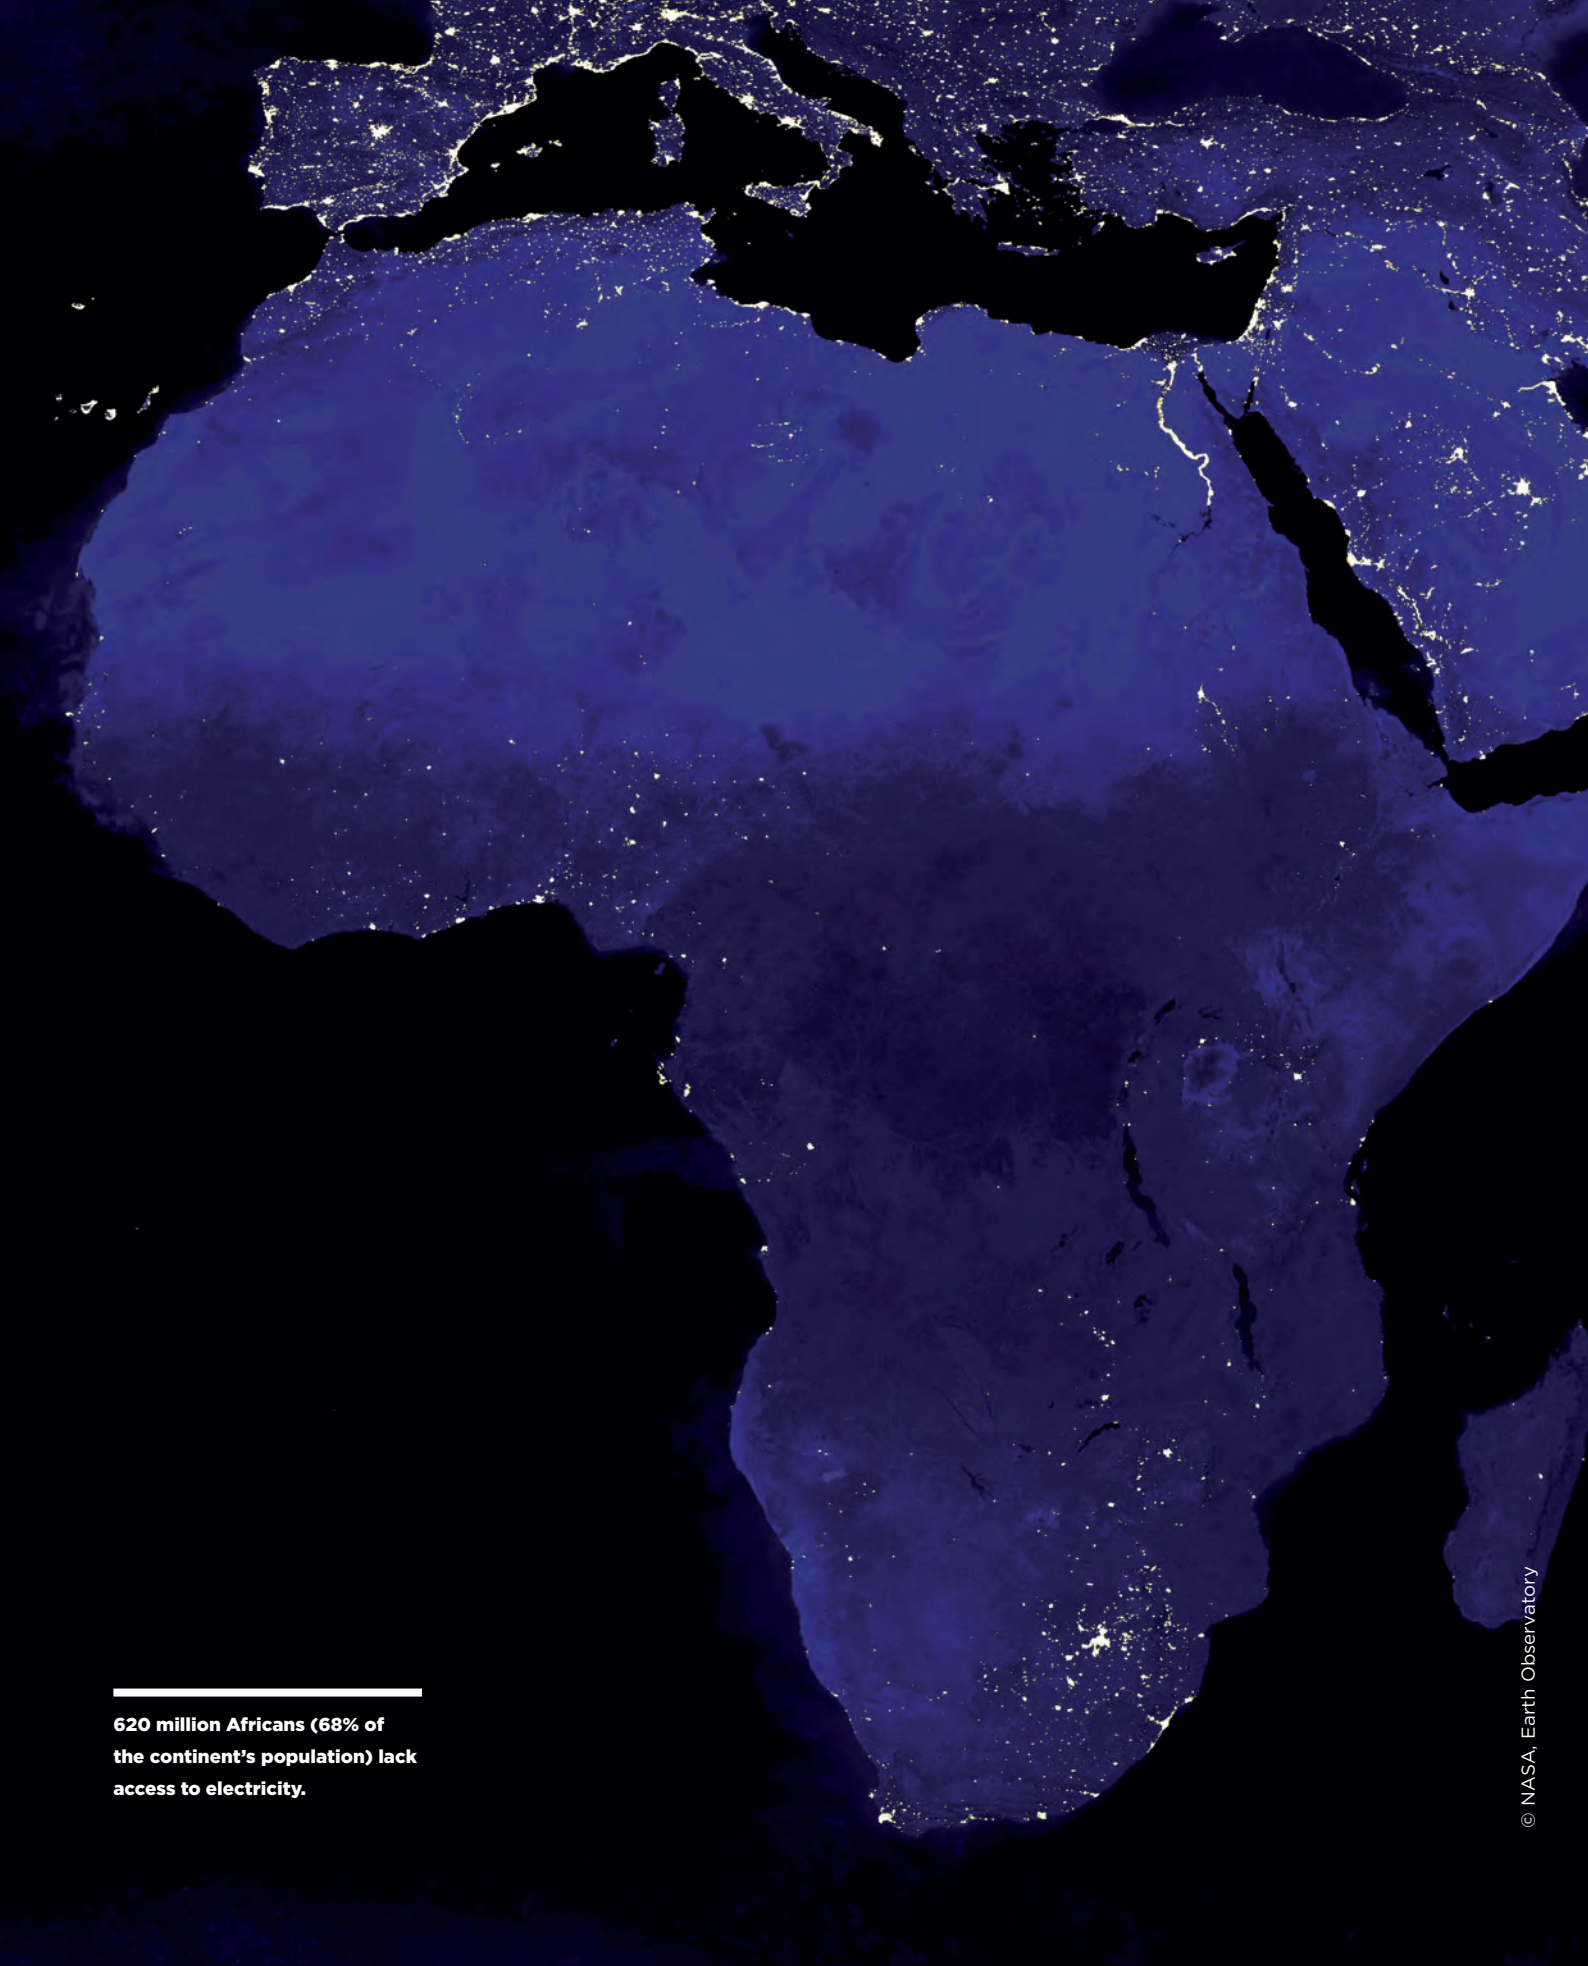 620 million Africans (68% of
the continent’s population) lack
access to electricity.
© NASA, Earth Observatory